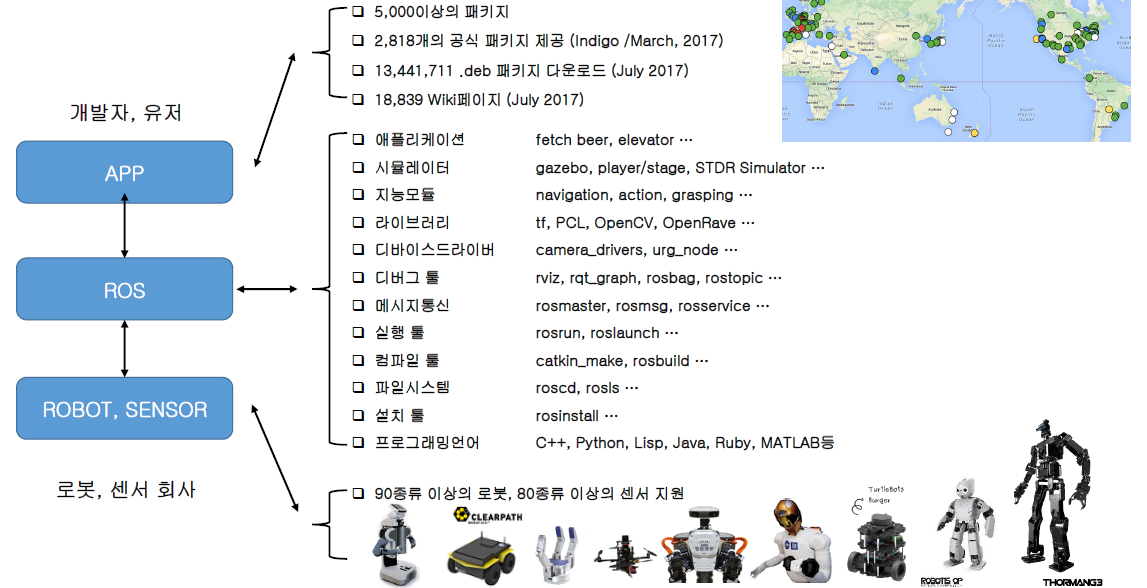 ❑ 5,000이상의 패키지
❑ 2,818개의 공식 패키지 제공 (Indigo /March, 2017)
❑ 13,441,711 .deb 패키지 다운로드 (July 2017)
❑ 18,839 Wiki페이지 (July 2017)
개발자, 유저
APP
ROS
ROBOT, SENSOR
로봇, 센서 회사
❑ 애플리케이션 fetch beer, elevator …
❑ 시뮬레이터 gazebo, player/stage, STDR Simulator …
❑ 지능모듈 navigation, action, grasping …
❑ 라이브러리 tf, PCL, OpenCV, OpenRave …
❑ 디바이스드라이버 camera_drivers, urg_node …
❑ 디버그 툴 rviz, rqt_graph, rosbag, rostopic …
❑ 메시지통신 rosmaster, rosmsg, rosservice …
❑ 실행 툴 rosrun, roslaunch …
❑ 컴파일 툴 catkin_make, rosbuild …
❑ 파일시스템 roscd, rosls …
❑ 설치 툴 rosinstall …
❑ 프로그래밍언어 C++, Python, Lisp, Java, Ruby, MATLAB등
❑ 90종류 이상의 로봇, 80종류 이상의 센서 지원
CLEARPATH
TurtleBot3
Burger
ROBOTIS OP
THORMANG3